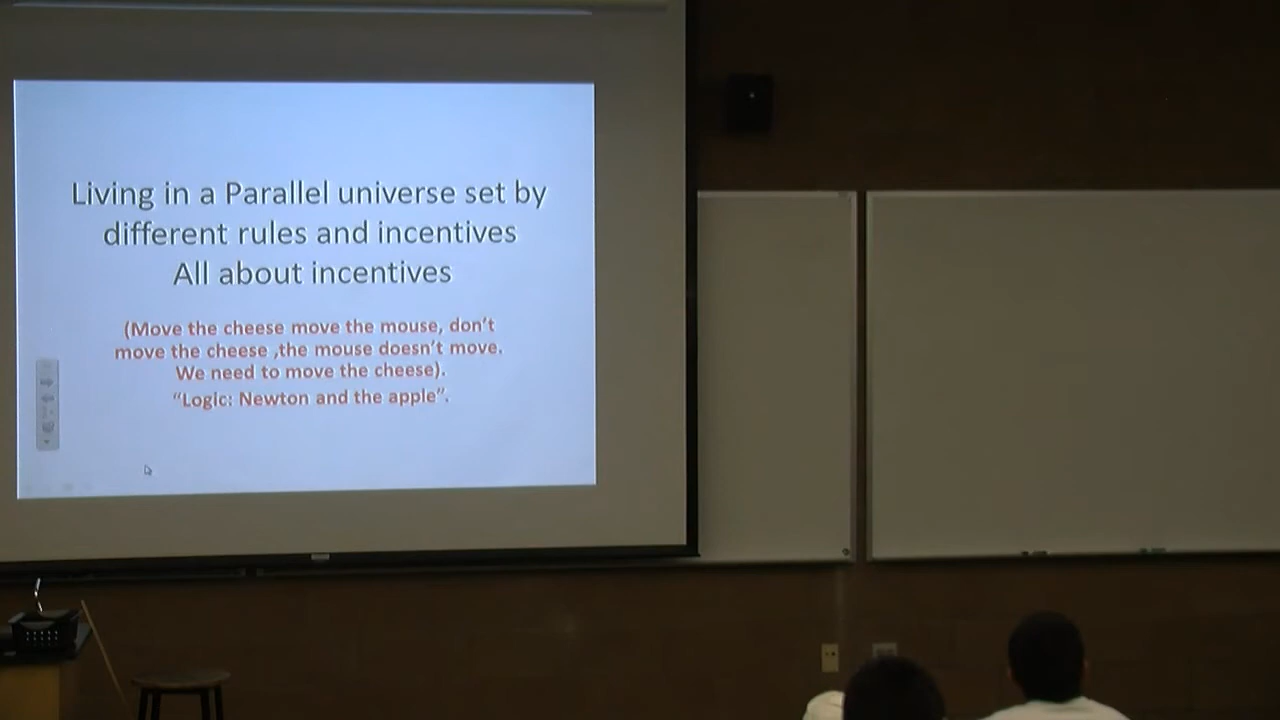 Living in a Parallel universe set by
different rules and incentives
All about incentives
(Move the cheese move the mouse, don't
move the cheese ,the mouse doesn't move.
We need to move the cheese).
"Logic: Newton and the apple".